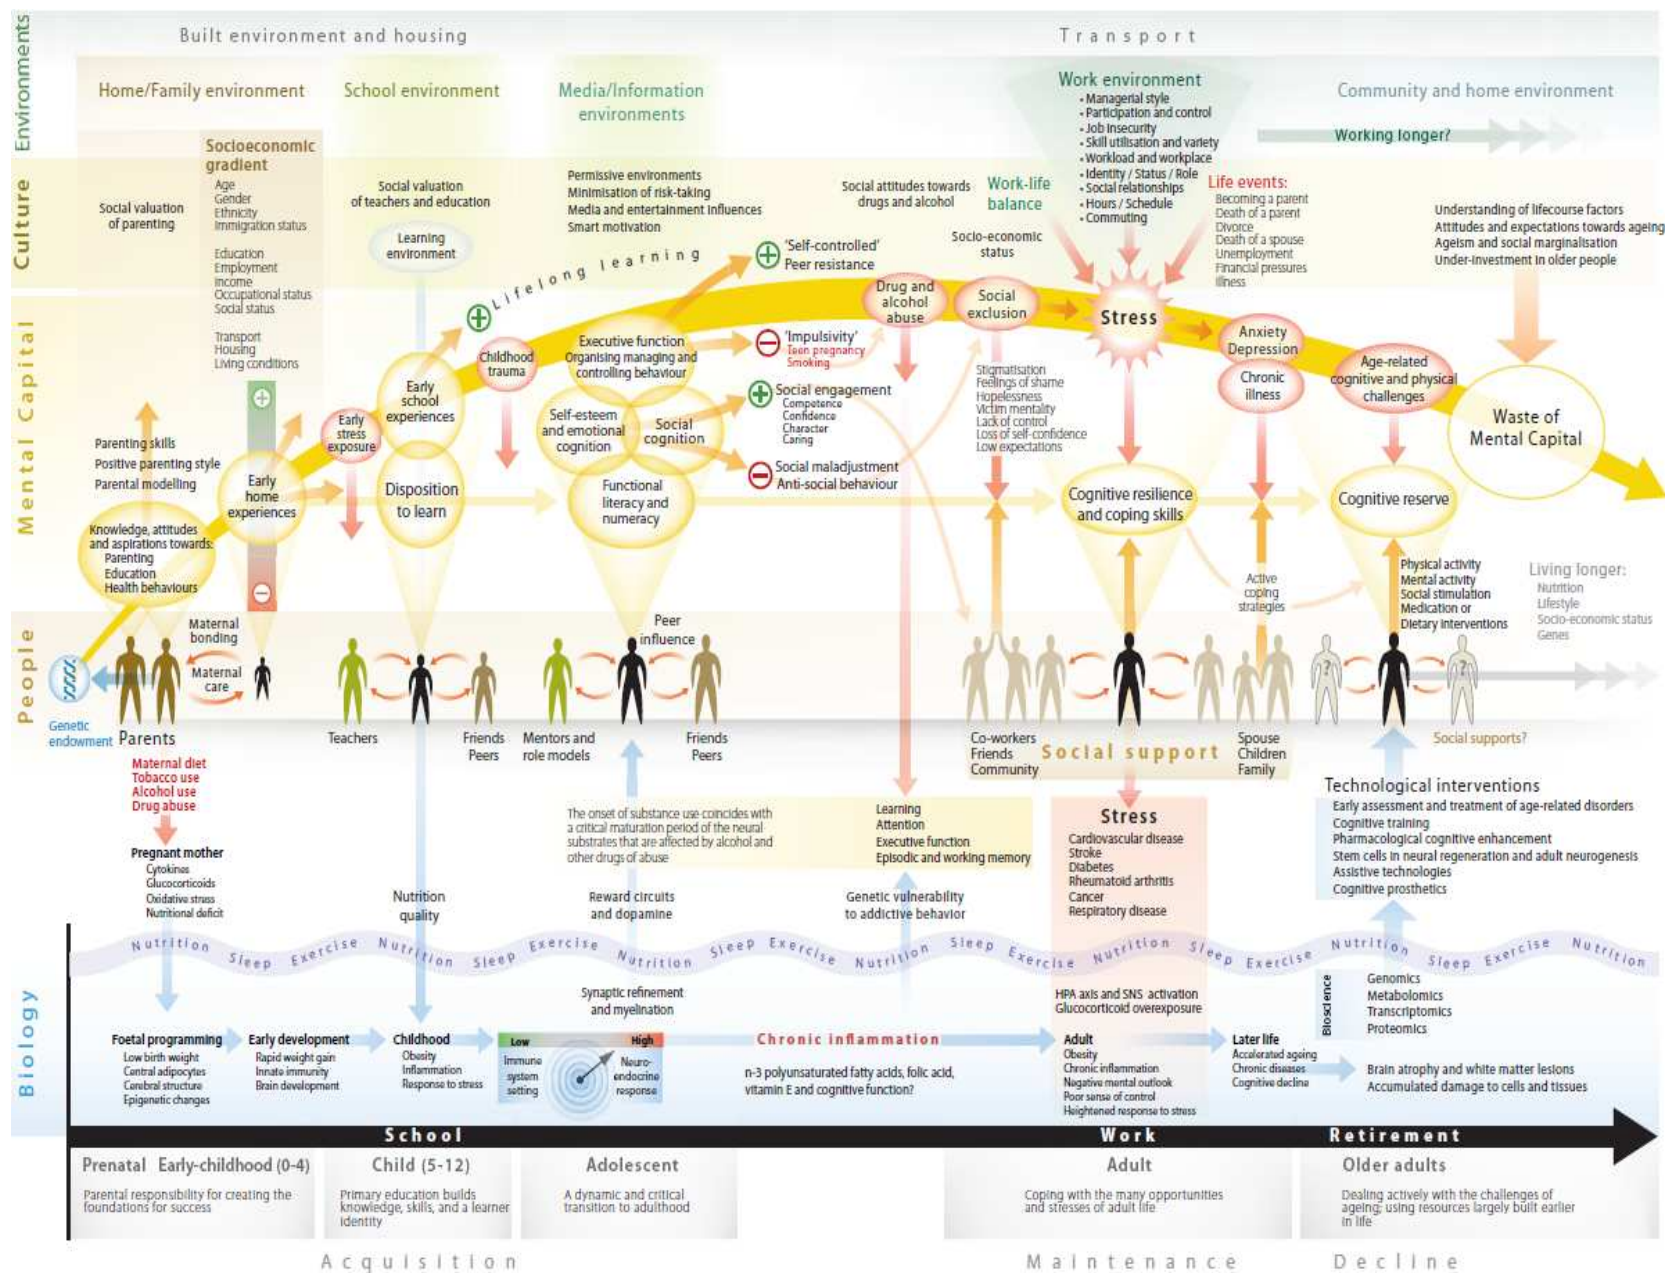 Environments
Built environment and housing
Transport
Home/Family environment
School environment
Media/Information
environments
Work environment
• Managerial style
• Participation and control
• Job insecurity
• Skill utilisation and variety
• Workload and workplace
• Identity / Status / Role
• Social relationships
• Hours / Schedule
• Commuting
Community and home environment
Working longer?
Culture
Socioeconomic
gradient
Age
Gender
Ethnicity
Immigration status
Education
Employment
Income
Occupational status
Social status
Transport
Housing
Living conditions
Social valuation
of parenting
Social valuation
of teachers and education
Learning
environment
Permissive environments
Minimisation of risk-taking
Media and entertainment influences
Smart motivation
Social attitudes towards
drugs and alcohol
Work-life
balance
Socio-economic
status
Life events:
Becoming a parent
Death of a parent
Divorce
Death of a spouse
Unemployment
Financial pressures
Illness
Understanding of lifecourse factors
Attitudes and expectations towards ageing
Ageism and social marginalisation
Under-investment in older people
Mental Capital
Lifelong learning
'Self-controlled'
Peer resistance
'Impulsivity'
Teen pregnancy
Smoking
Social engagement
Competence
Confidence
Character
Caring
Social maladjustment
Anti-social behaviour
Parenting skills
Positive parenting style
Parental modelling
Knowledge, attitudes
and aspirations towards:
Parenting
Education
Health behaviours
Early
home
experiences
Early
stress
exposure
Early
school
experiences
Disposition
to learn
Childhood
trauma
Executive function
Organising managing and
controlling behaviour
Self-esteem
and emotional
cognition
Social
cognition
Functional
literacy and
numeracy
Drug and
alcohol
abuse
Social
exclusion
Stigmatisation
Feelings of shame
Hopelessness
Victim mentality
Lack of control
Loss of self-confidence
Low expectations
Stress
Cognitive resilience
and coping skills
Anxiety
Depression
Chronic
illness
Age-related
cognitive and physical
challenges
Cognitive reserve
Waste of
Mental Capital
Active
coping
strategies
Physical activity
Mental activity
Social stimulation
Medication or
Dietary interventions
Living longer:
Nutrition
Lifestyle
Socio-economic status
Genes
People
Genetic
endowment
Parents
Maternal
bonding
Maternal
care
Teachers
Friends
Peers
Mentors and
role models
Peer
influence
Friends
Peers
Co-workers
Friends
Community
Social support
Spouse
Children
Family
?
?
Social supports?
Maternal diet
Tobacco use
Alcohol use
Drug abuse
Pregnant mother
Cytokines
Glucocorticoids
Oxidative stress
Nutritional deficit
Nutrition
quality
The onset of substance use coincides with
a critical maturation period of the neural
substrates that are affected by alcohol and
other drugs of abuse
Learning
Attention
Executive function
Episodic and working memory
Reward circuits
and dopamine
Genetic vulnerability
to addictive behavior
Stress
Cardiovascular disease
Stroke
Diabetes
Rheumatoid arthritis
Cancer
Respiratory disease
Technological interventions
Early assessment and treatment of age-related disorders
Cognitive training
Pharmacological cognitive enhancement
Stem cells in neural regeneration and adult neurogenesis
Assistive technologies
Cognitive prosthetics
Nutrition Sleep Exercise Nutrition Sleep Exercise Nutrition Sleep Exercise Nutrition Sleep Exercise Nutrition Sleep Exercise Nutrition Sleep Exercise Nutrition
Biology
Synaptic refinement
and myelination
HPA axis and SNS activation
Glucocorticoid overexposure
Bioscience
Genomics
Metabolomics
Transcriptomics
Proteomics
Foetal programming
Low birth weight
Central adipocytes
Cerebral structure
Epigenetic changes
Early development
Rapid weight gain
Innate immunity
Brain development
Childhood
Obesity
Inflammation
Response to stress
Low
High
Immune
system
setting
Neuro-
endocrine
response
Chronic inflammation
n-3 polyunsaturated fatty acids, folic acid,
vitamin E and cognitive function?
Adult
Obesity
Chronic inflammation
Negative mental outlook
Poor sense of control
Heightened response to stress
Later life
Accelerated ageing
Chronic diseases
Cognitive decline
Brain atrophy and white matter lesions
Accumulated damage to cells and tissues
School
Work
Retirement
Prenatal Early-childhood (0-4)
Parental responsibility for creating the
foundations for success
Child (5-12)
Primary education builds
knowledge, skills, and a learner
identity
Adolescent
A dynamic and critical
transition to adulthood
Adult
Coping with the many opportunities
and stresses of adult life
Older adults
Dealing actively with the challenges of
ageing; using resources largely built earlier
in life
Acquisition
Maintenance
Decline